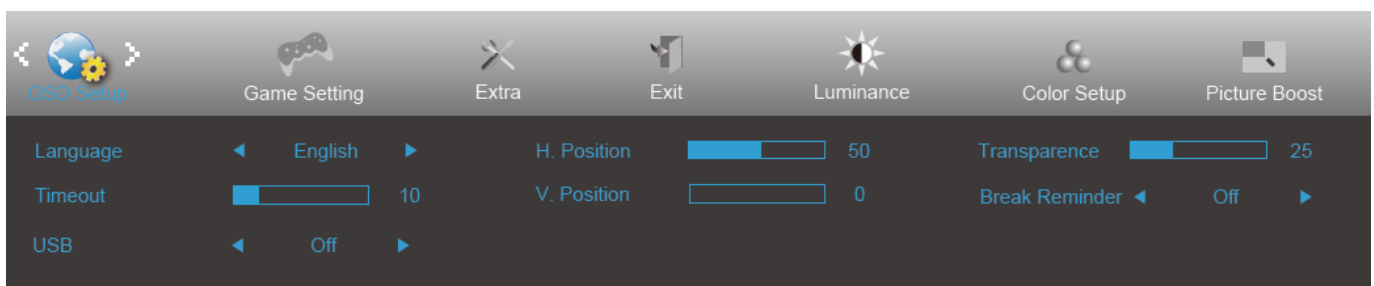 OSD Setup Game Setting Extra Exit Luminance Color Setup Picture Boost
Language English H. Position 50 Transparence 25
Timeout 10 V. Position 0 Break Reminder Off
USB Off